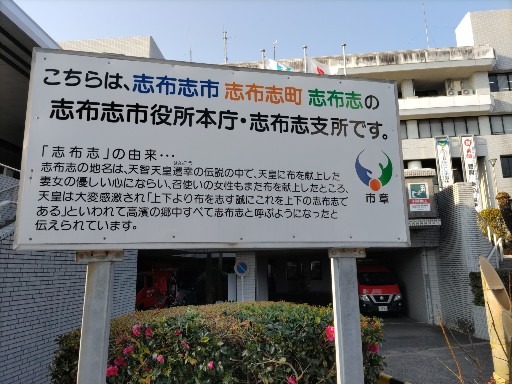 こちらは、志布志市 志布志町 志布志の
志布志市役所本庁・志布志支所です。
「志布志」の由来･･･
志布志の地名は、天智天皇遷幸の伝説の中で、天皇に布を献上した
妻女の優しい心にならい、召使いの女性もまた布を献上したところ、
天皇は大変感激され「上下より布を志す誠にこれを上下の志布志で
ある」といわれて高濱の郷中すべて志布志と呼ぶようになったと
伝えられています。
市章